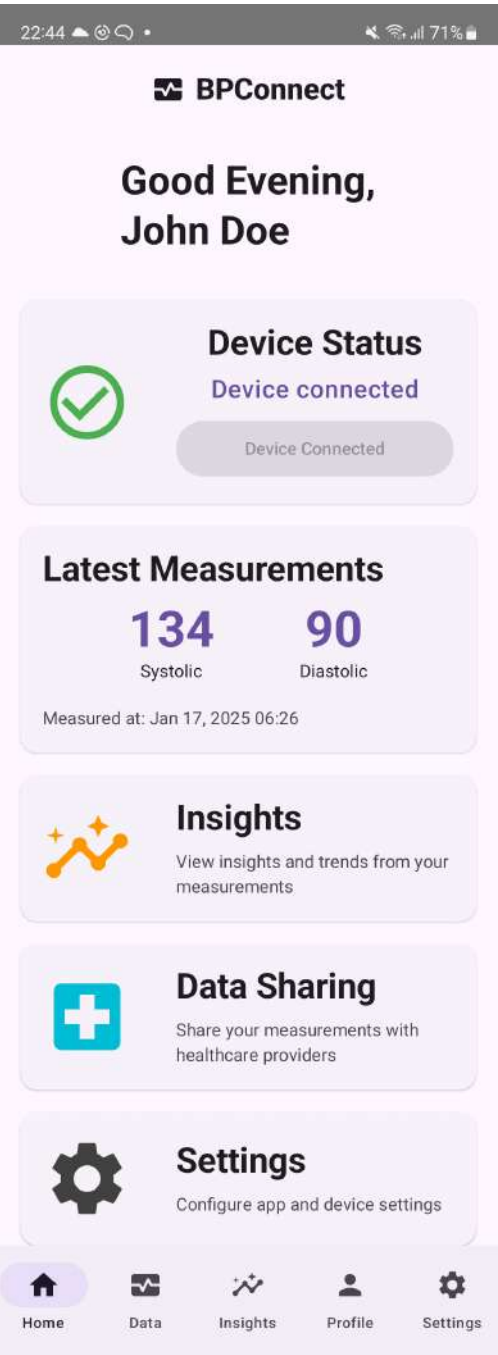 22:44
71%
BPConnect
Good Evening,
John Doe
Device Status
Device connected
Device Connected
Latest Measurements
134 90
Systolic Diastolic
Measured at: Jan 17, 2025 06:26
Insights
View insights and trends from your
measurements
Data Sharing
Share your measurements with
healthcare providers
Settings
Configure app and device settings
Home Data Insights Profile Settings